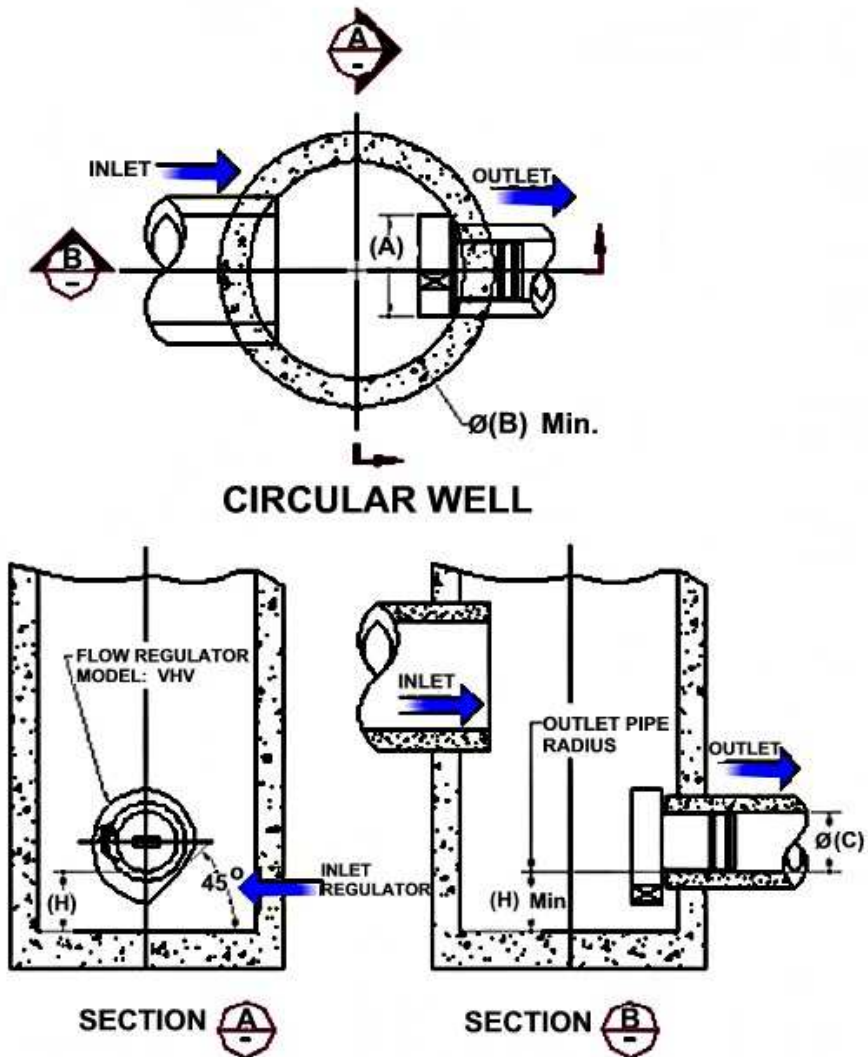 A
-
INLET
OUTLET
(A)
B
-
Ø(B) Min.
CIRCULAR WELL
FLOW REGULATOR
MODEL: VHV
INLET
OUTLET PIPE
RADIUS
OUTLET
Ø(C)
(H)
45°
INLET
REGULATOR
(H) Min
SECTION A
-
SECTION B
-